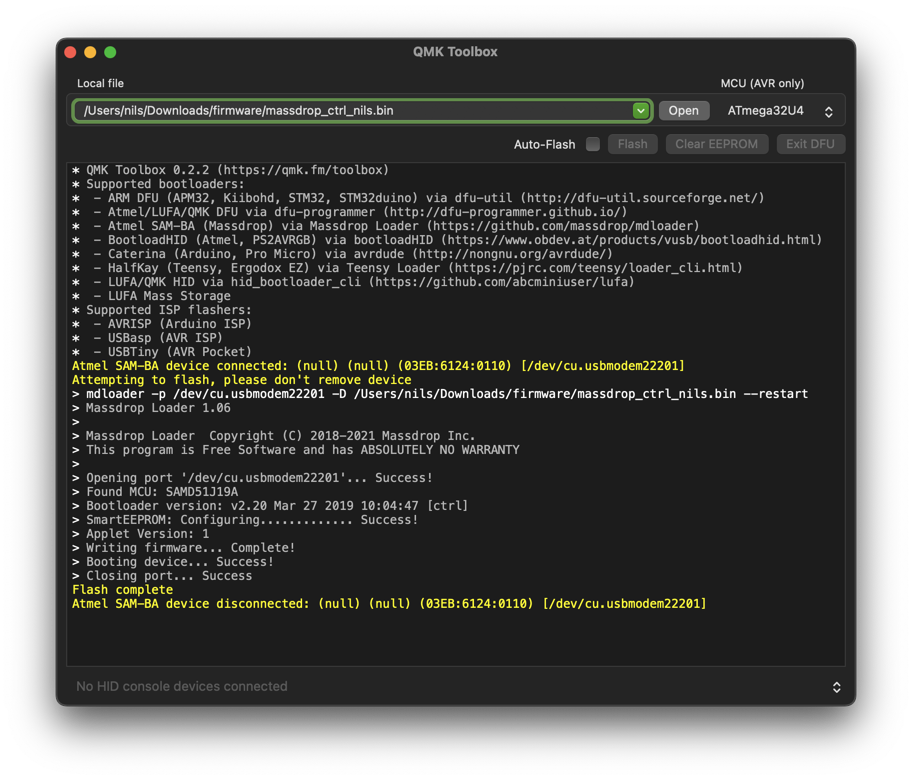 QMK Toolbox
Local file
MCU (AVR only)
/Users/nils/Downloads/firmware/massdrop_ctrl_nils.bin
Open
ATmega32U4
Auto-Flash
Flash
Clear EEPROM
Exit DFU
* QMK Toolbox 0.2.2 (https://qmk.fm/toolbox)
* Supported bootloaders:
*  - ARM DFU (APM32, Kiibohd, STM32, STM32duino) via dfu-util (http://dfu-util.sourceforge.net/)
*  - Atmel/LUFA/QMK DFU via dfu-programmer (http://dfu-programmer.github.io/)
*  - Atmel SAM-BA (Massdrop) via Massdrop Loader (https://github.com/massdrop/mdloader)
*  - BootloadHID (Atmel, PS2AVRGB) via bootloadHID (https://www.obdev.at/products/vusb/bootloadhid.html)
*  - Caterina (Arduino, Pro Micro) via avrdude (http://nongnu.org/avrdude/)
*  - HalfKay (Teensy, Ergodox EZ) via Teensy Loader (https://pjrc.com/teensy/loader_cli.html)
*  - LUFA/QMK HID via hid_bootloader_cli (https://github.com/abcminiuser/lufa)
*  - LUFA Mass Storage
* Supported ISP flashers:
*  - AVRISP (Arduino ISP)
*  - USBasp (AVR ISP)
*  - USBTiny (AVR Pocket)
Atmel SAM-BA device connected: (null) (null) (03EB:6124:0110) [/dev/cu.usbmodem22201]
Attempting to flash, please don't remove device
> mdloader -p /dev/cu.usbmodem22201 -D /Users/nils/Downloads/firmware/massdrop_ctrl_nils.bin --restart
> Massdrop Loader 1.06
>
> Massdrop Loader  Copyright (C) 2018-2021 Massdrop Inc.
> This program is Free Software and has ABSOLUTELY NO WARRANTY
>
> Opening port '/dev/cu.usbmodem22201'... Success!
> Found MCU: SAMD51J19A
> Bootloader version: v2.20 Mar 27 2019 10:04:47 [ctrl]
> SmartEEPROM: Configuring............. Success!
> Applet Version: 1
> Writing firmware... Complete!
> Booting device... Success!
> Closing port... Success
Flash complete
Atmel SAM-BA device disconnected: (null) (null) (03EB:6124:0110) [/dev/cu.usbmodem22201]
No HID console devices connected